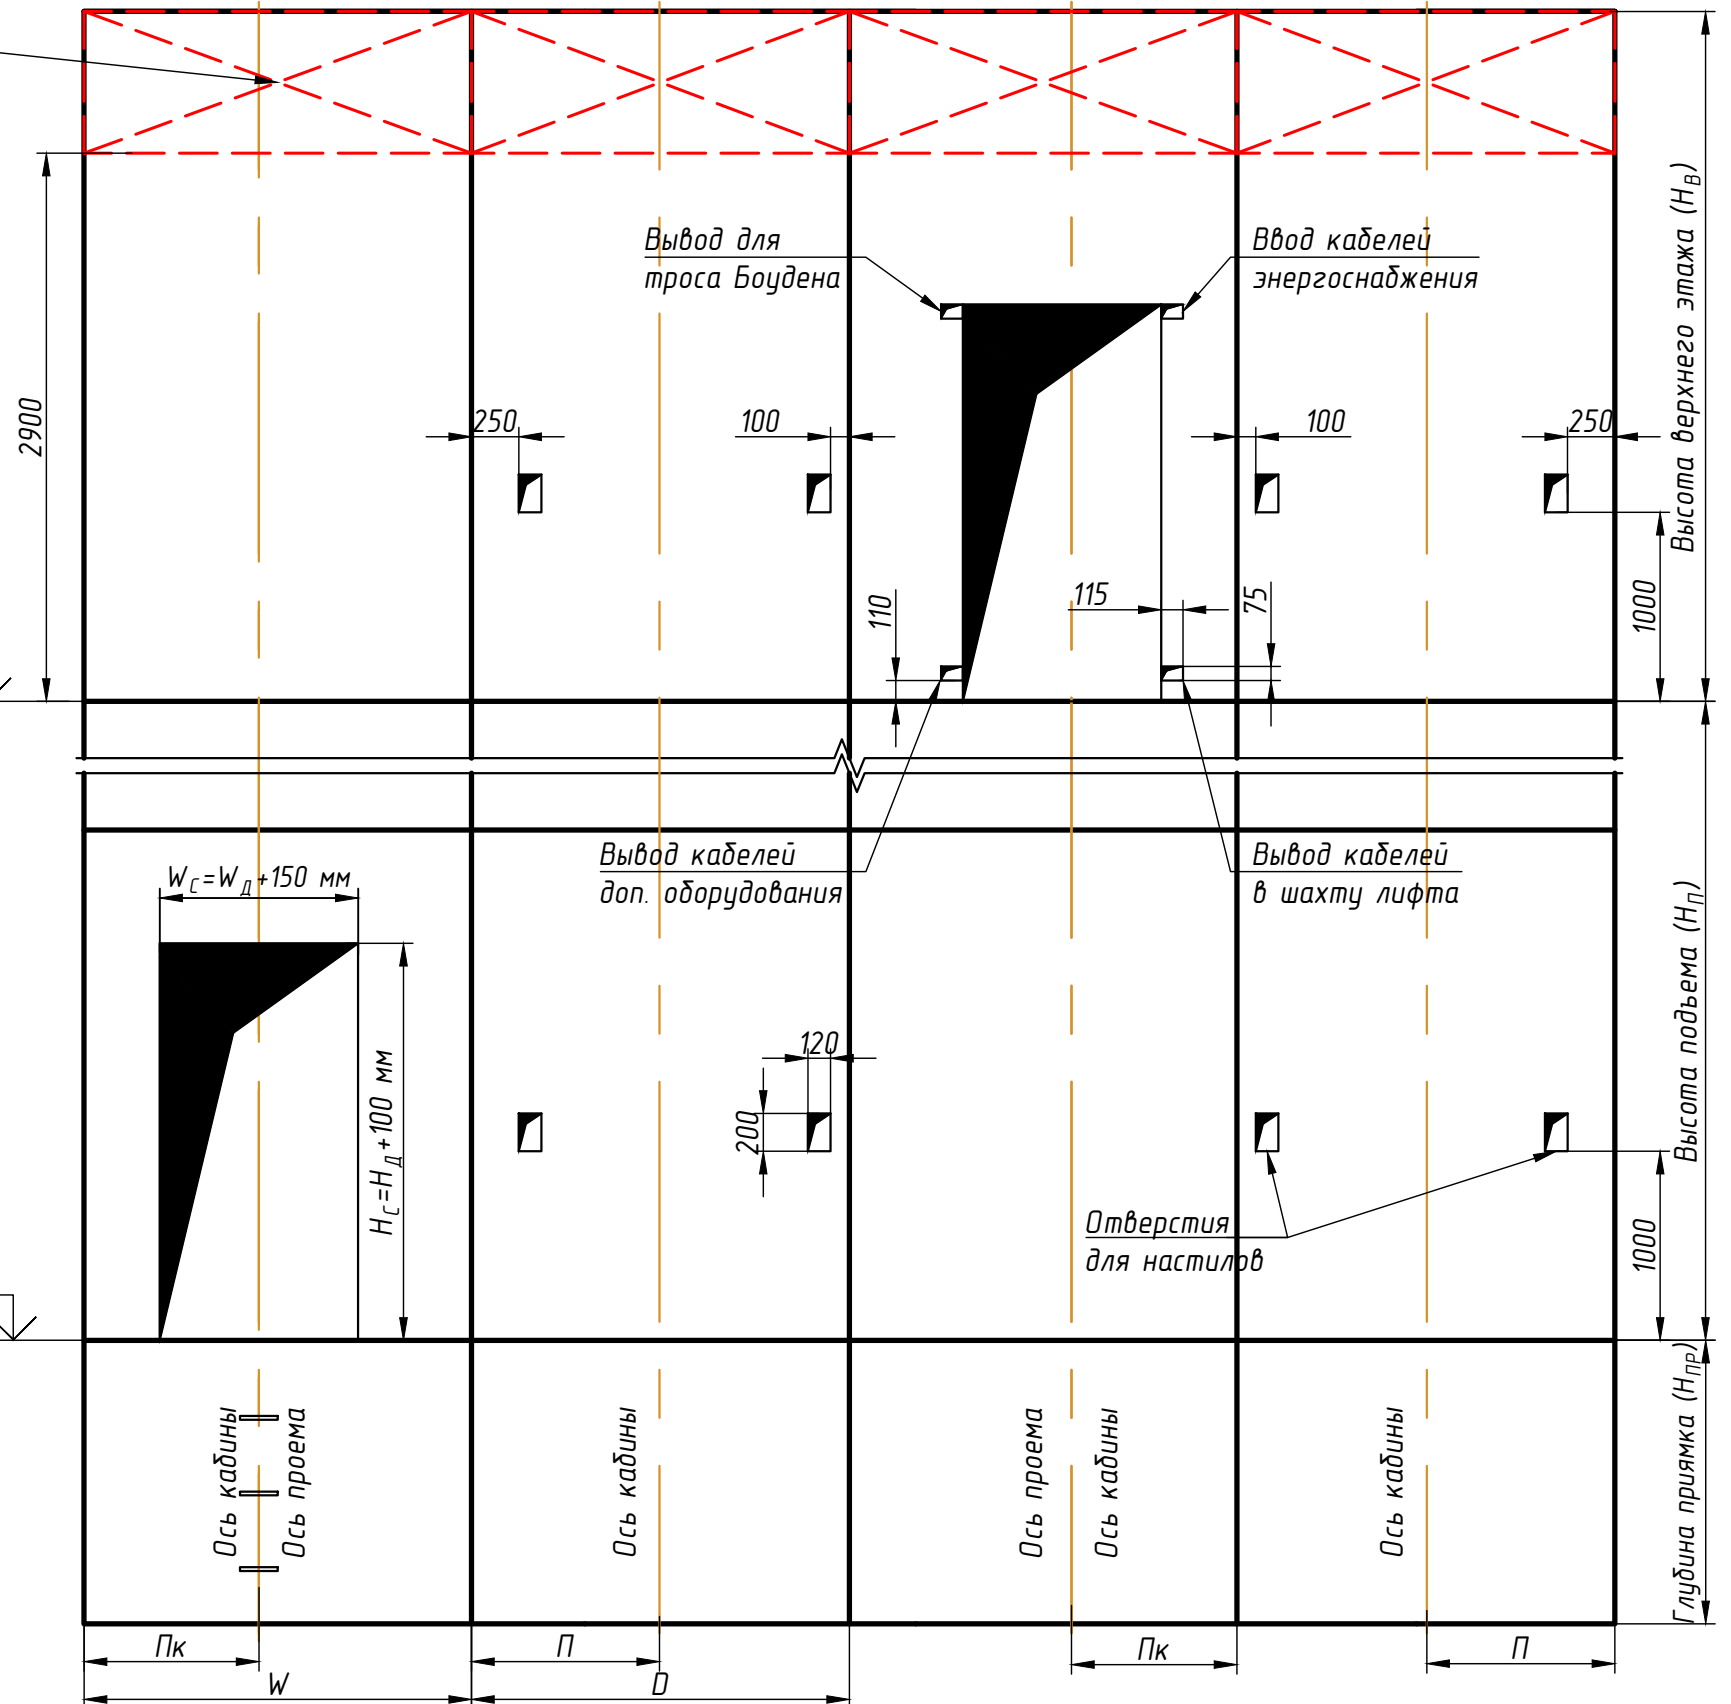 Вывод для
троса Боудена
Ввод кабелей
энергоснабжения
Высота верхнего этажа (HВ)
2900
250
100
100
250
1000
110
115
75
Вывод кабелей
доп. оборудования
Вывод кабелей
в шахту лифта
WС=WД+150 мм
HС=HД+100 мм
Высота подъема (HП)
120
200
Отверстия
для настилов
1000
Глубина приямка (HПР)
Ось кабины
Ось проема
Ось кабины
Ось проема
Ось кабины
Ось кабины
Пк
П
Пк
П
W
D